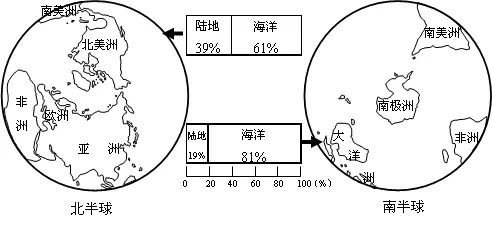 南美洲
北美洲
非洲
欧洲
亚洲
北半球
陆地 海洋
39% 61%
陆地 海洋
19% 81%
0 20 40 60 80 100 (%)
南美洲
南极洲
非洲
大洋洲
南半球